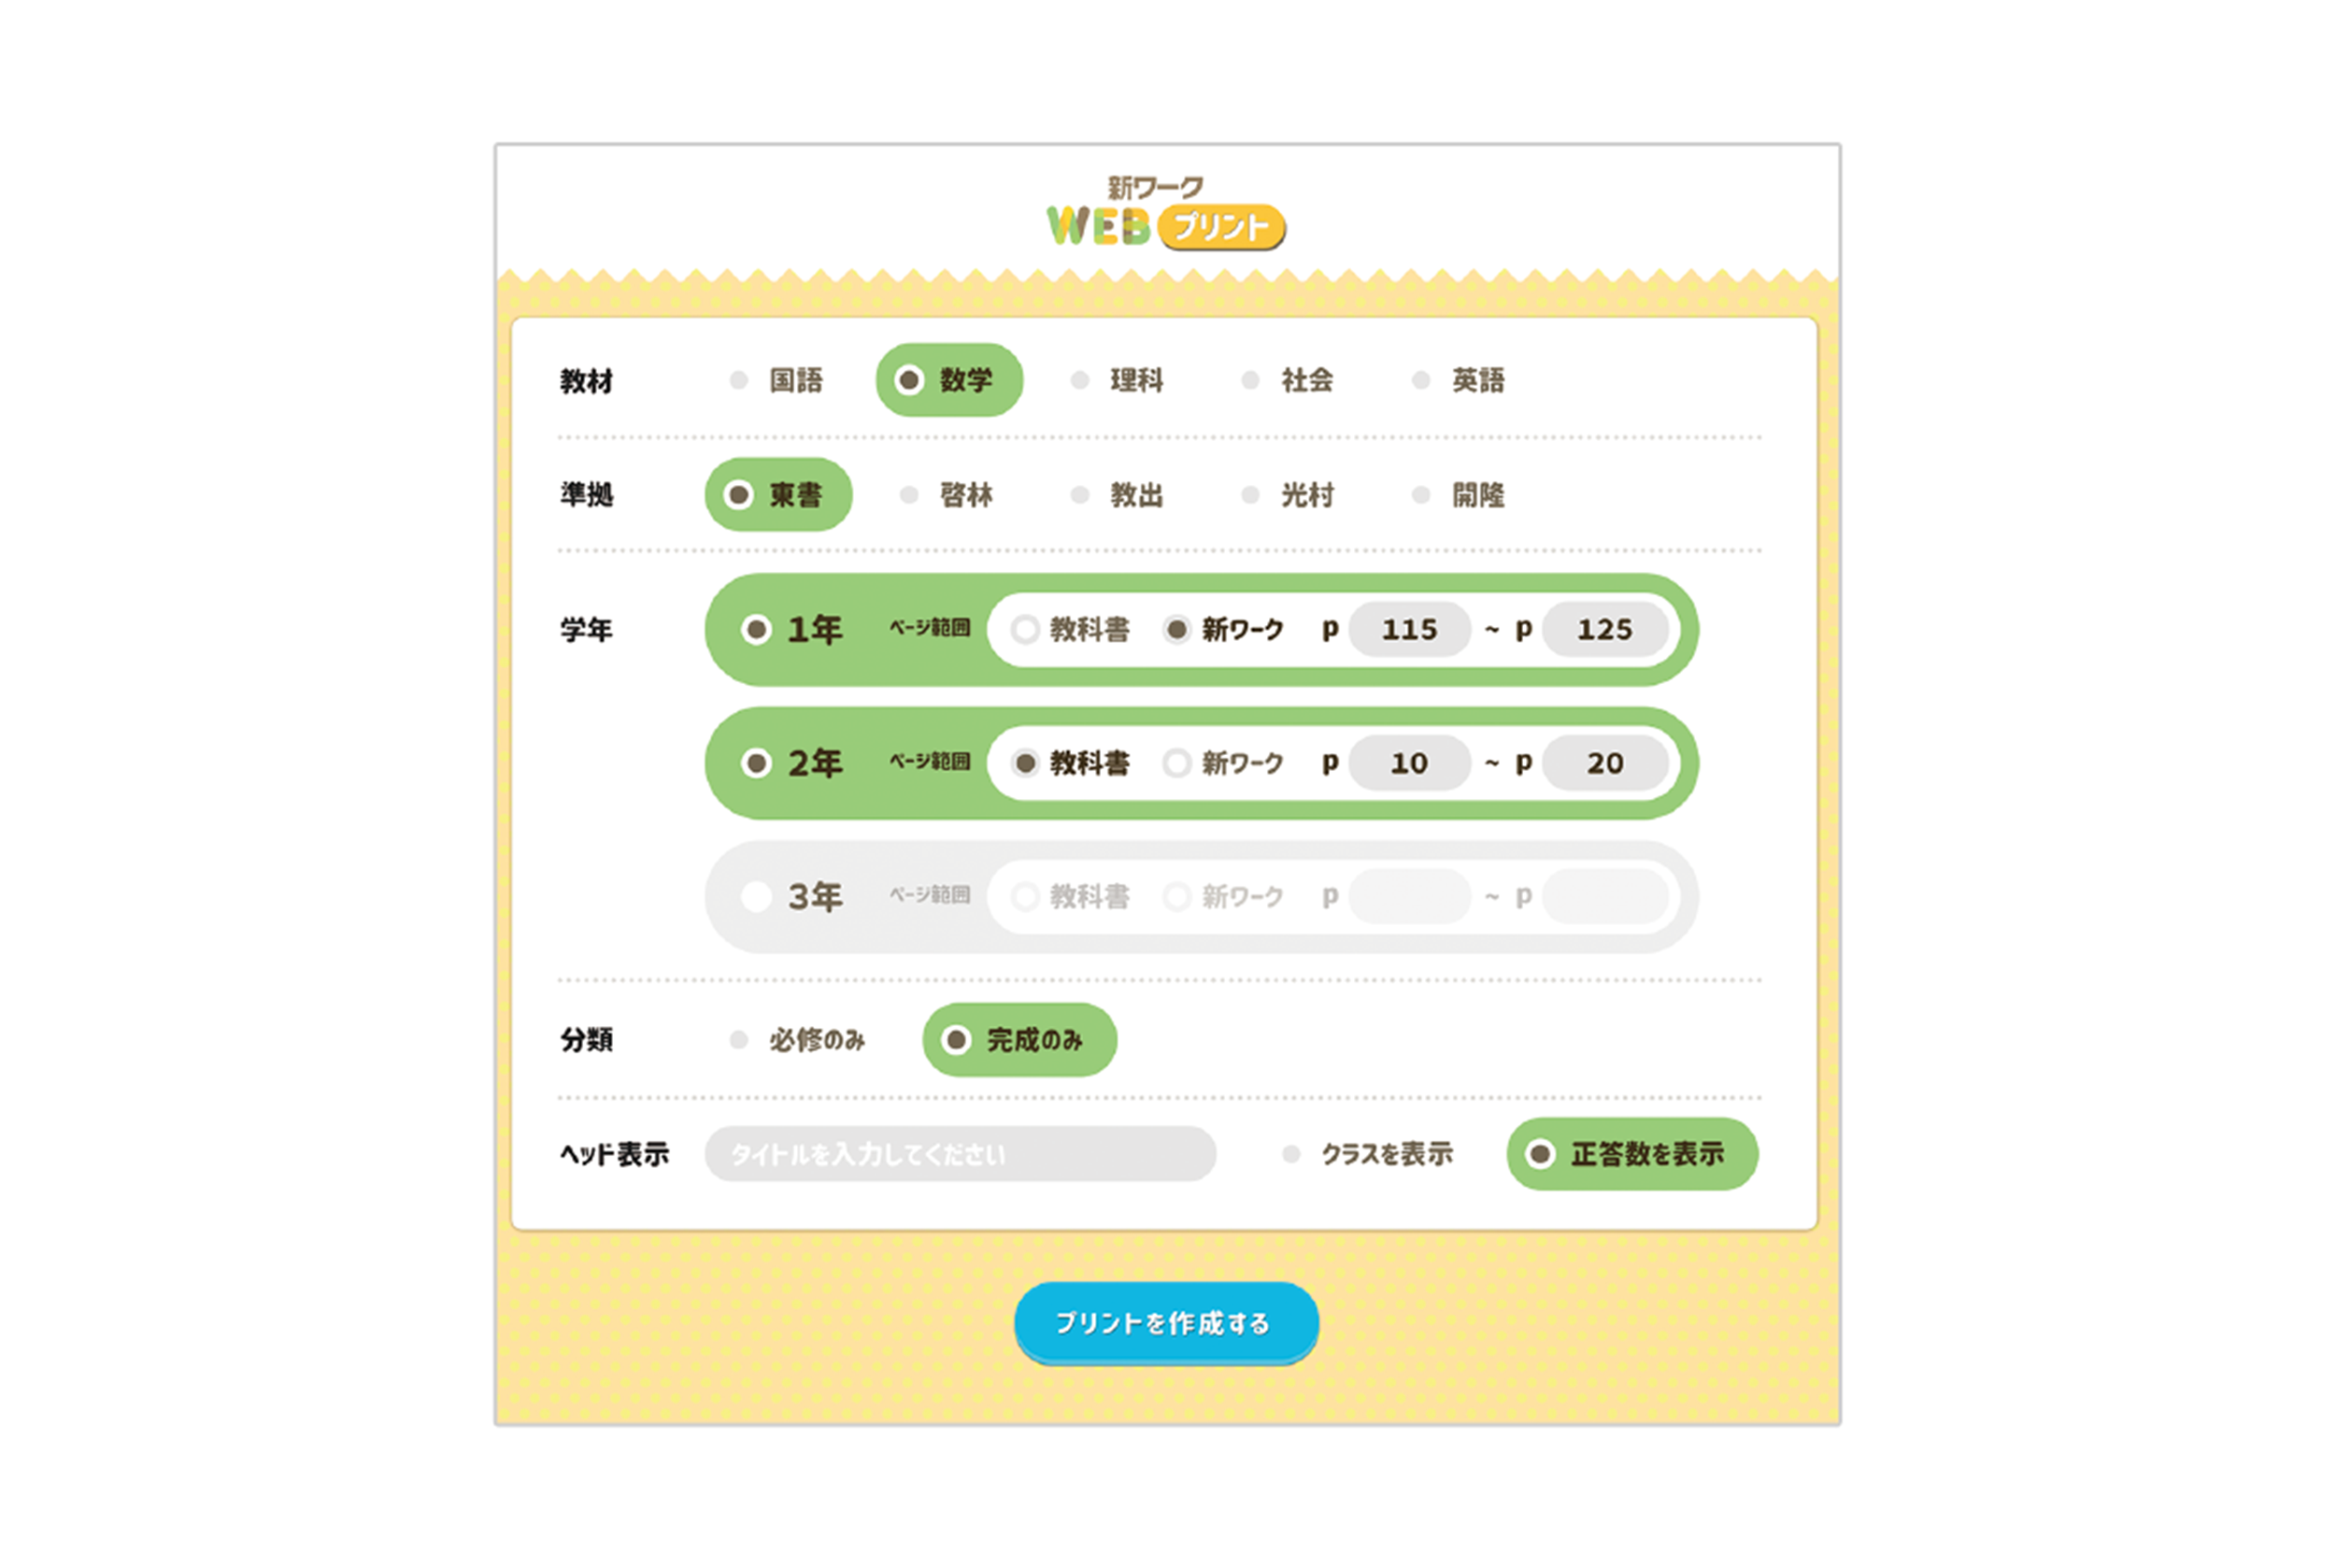 新ワーク
WEB プリント
教材 国語 数学 理科 社会 英語
準拠 東書 啓林 教出 光村 開隆
学年 1年 ページ範囲 教科書 新ワーク p 115 ~ p 125
2年 ページ範囲 教科書 新ワーク p 10 ~ p 20
3年 ページ範囲 教科書 新ワーク p ~ p
分類 必修のみ 完成のみ
ヘッド表示 タイトルを入力してください クラスを表示 正答数を表示
プリントを作成する